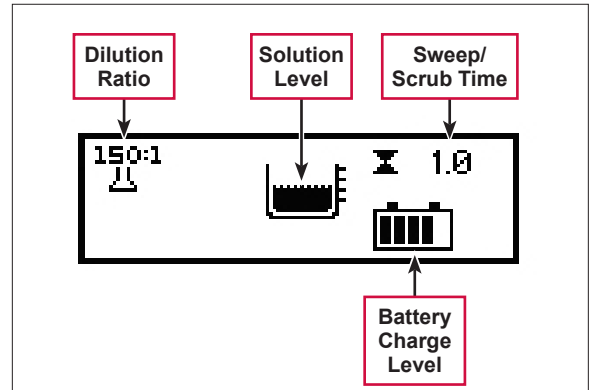 Dilution
Ratio
Solution
Level
Sweep/
Scrub Time
150:1
1.0
Battery
Charge
Level